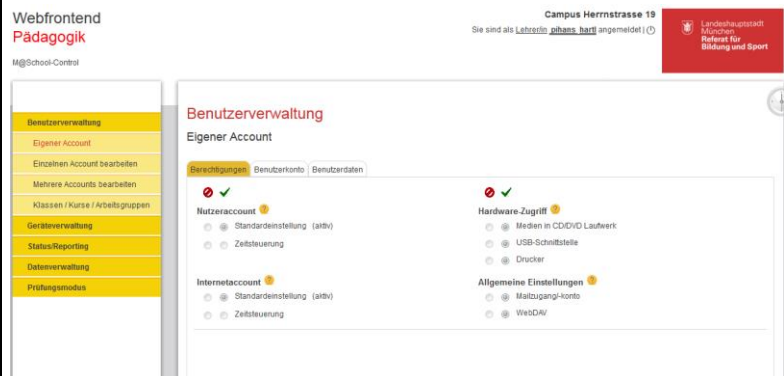 Webfrontend
Pädagogik
M@School-Control
Campus Herrnstrasse 19
Sie sind als Lehrer/in pihans_hartl angemeldet |
Landeshauptstadt
München
Referat für
Bildung und Sport
Benutzerverwaltung
Eigener Account
Einzelnen Account bearbeiten
Mehrere Accounts bearbeiten
Klassen / Kurse / Arbeitsgruppen
Geräteverwaltung
Status/Reporting
Datenverwaltung
Prüfungsmodus
Benutzerverwaltung
Eigener Account
Berechtigungen Benutzerkonto Benutzerdaten
Nutzeraccount ?
Standardeinstellung (aktiv)
Zeitsteuerung
Internetaccount ?
Standardeinstellung (aktiv)
Zeitsteuerung
Hardware-Zugriff ?
Medien in CD/DVD Laufwerk
USB-Schnittstelle
Drucker
Allgemeine Einstellungen ?
Mailzugang/-konto
WebDAV